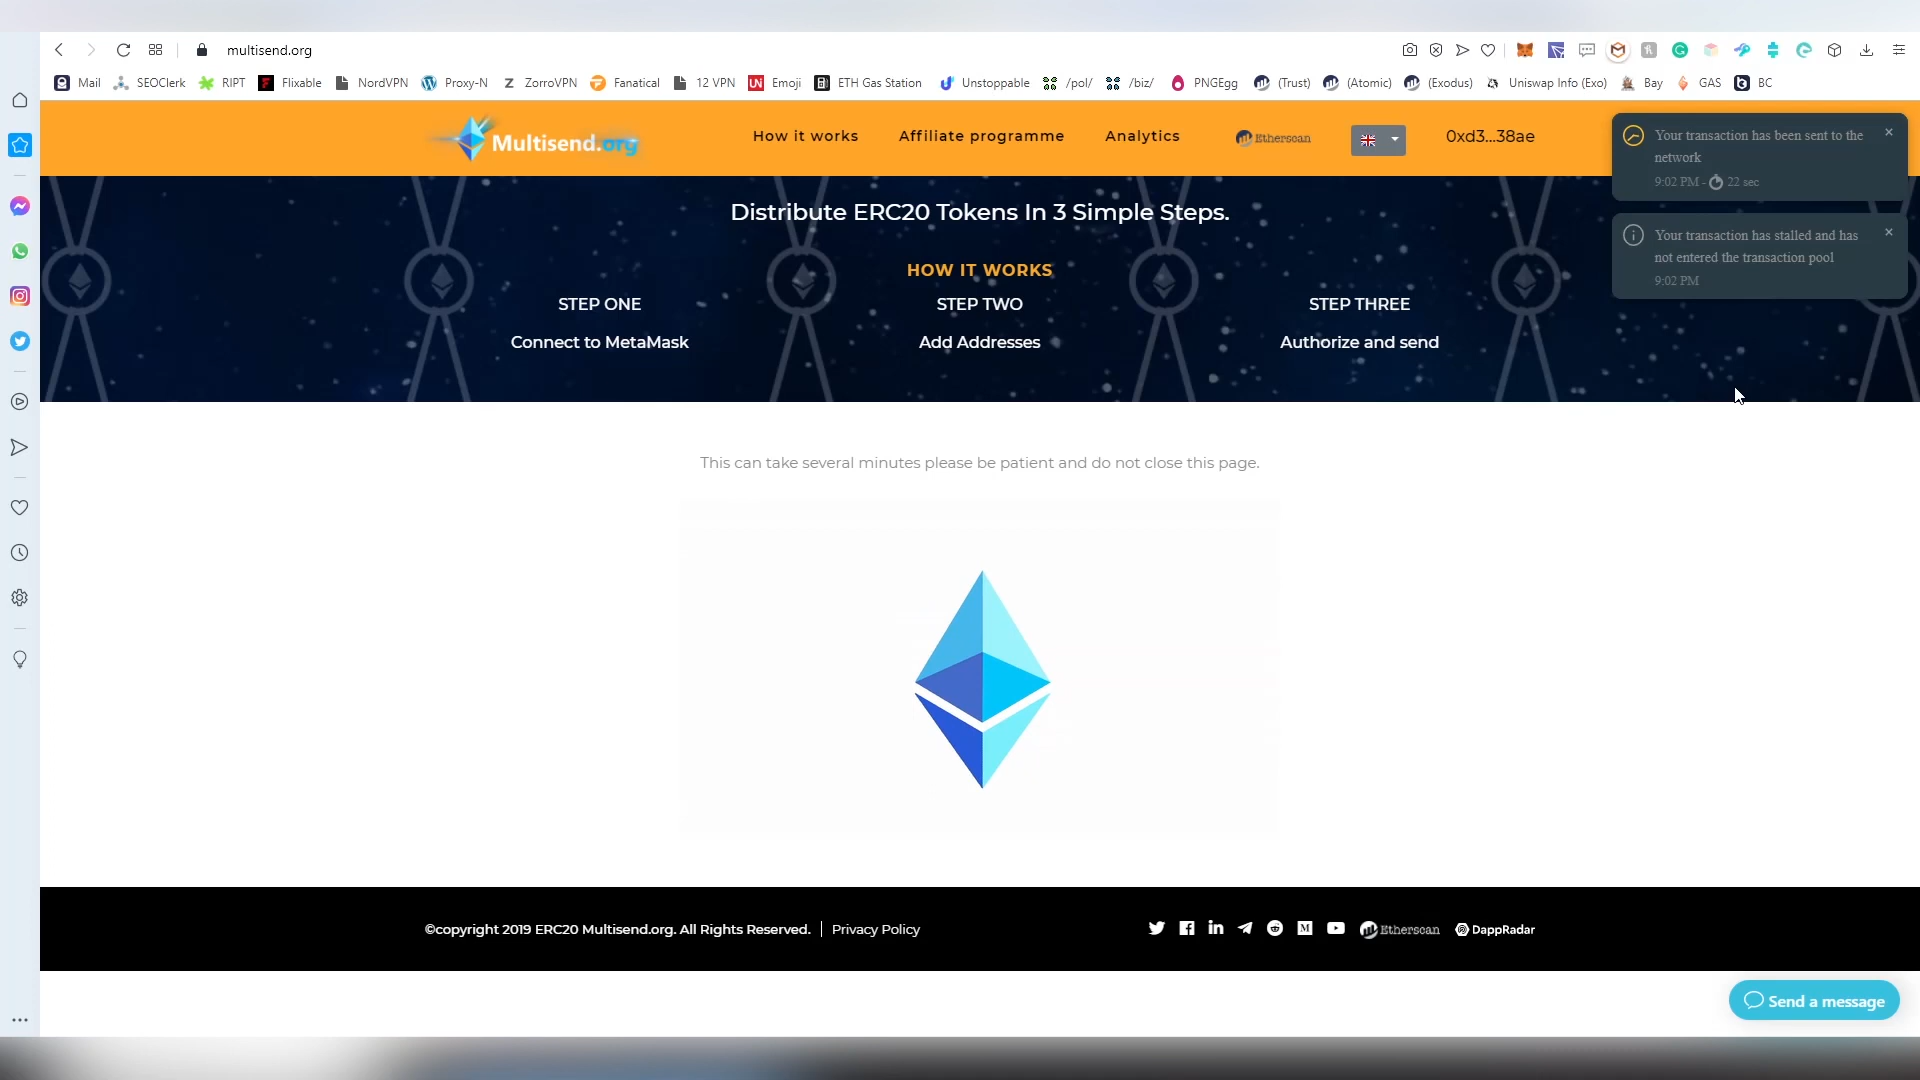 multisend.org
Mail SEOClerk RIPT Flixable NordVPN Proxy-N ZorroVPN Fanatical 12 VPN Emoji ETH Gas Station Unstoppable /pol/ /biz/ PNGEgg (Trust) (Atomic) (Exodus) Uniswap Info (Exo) Bay GAS BC
Multisend.org How it works Affiliate programme Analytics Etherscan 0xd3...38ae
Your transaction has been sent to the
network
9:02 PM - 22 sec
Your transaction has stalled and has
not entered the transaction pool
9:02 PM
Distribute ERC20 Tokens In 3 Simple Steps.
HOW IT WORKS
STEP ONE
Connect to MetaMask
STEP TWO
Add Addresses
STEP THREE
Authorize and send
This can take several minutes please be patient and do not close this page.
©copyright 2019 ERC20 Multisend.org. All Rights Reserved. Privacy Policy
Etherscan DappRadar
Send a message